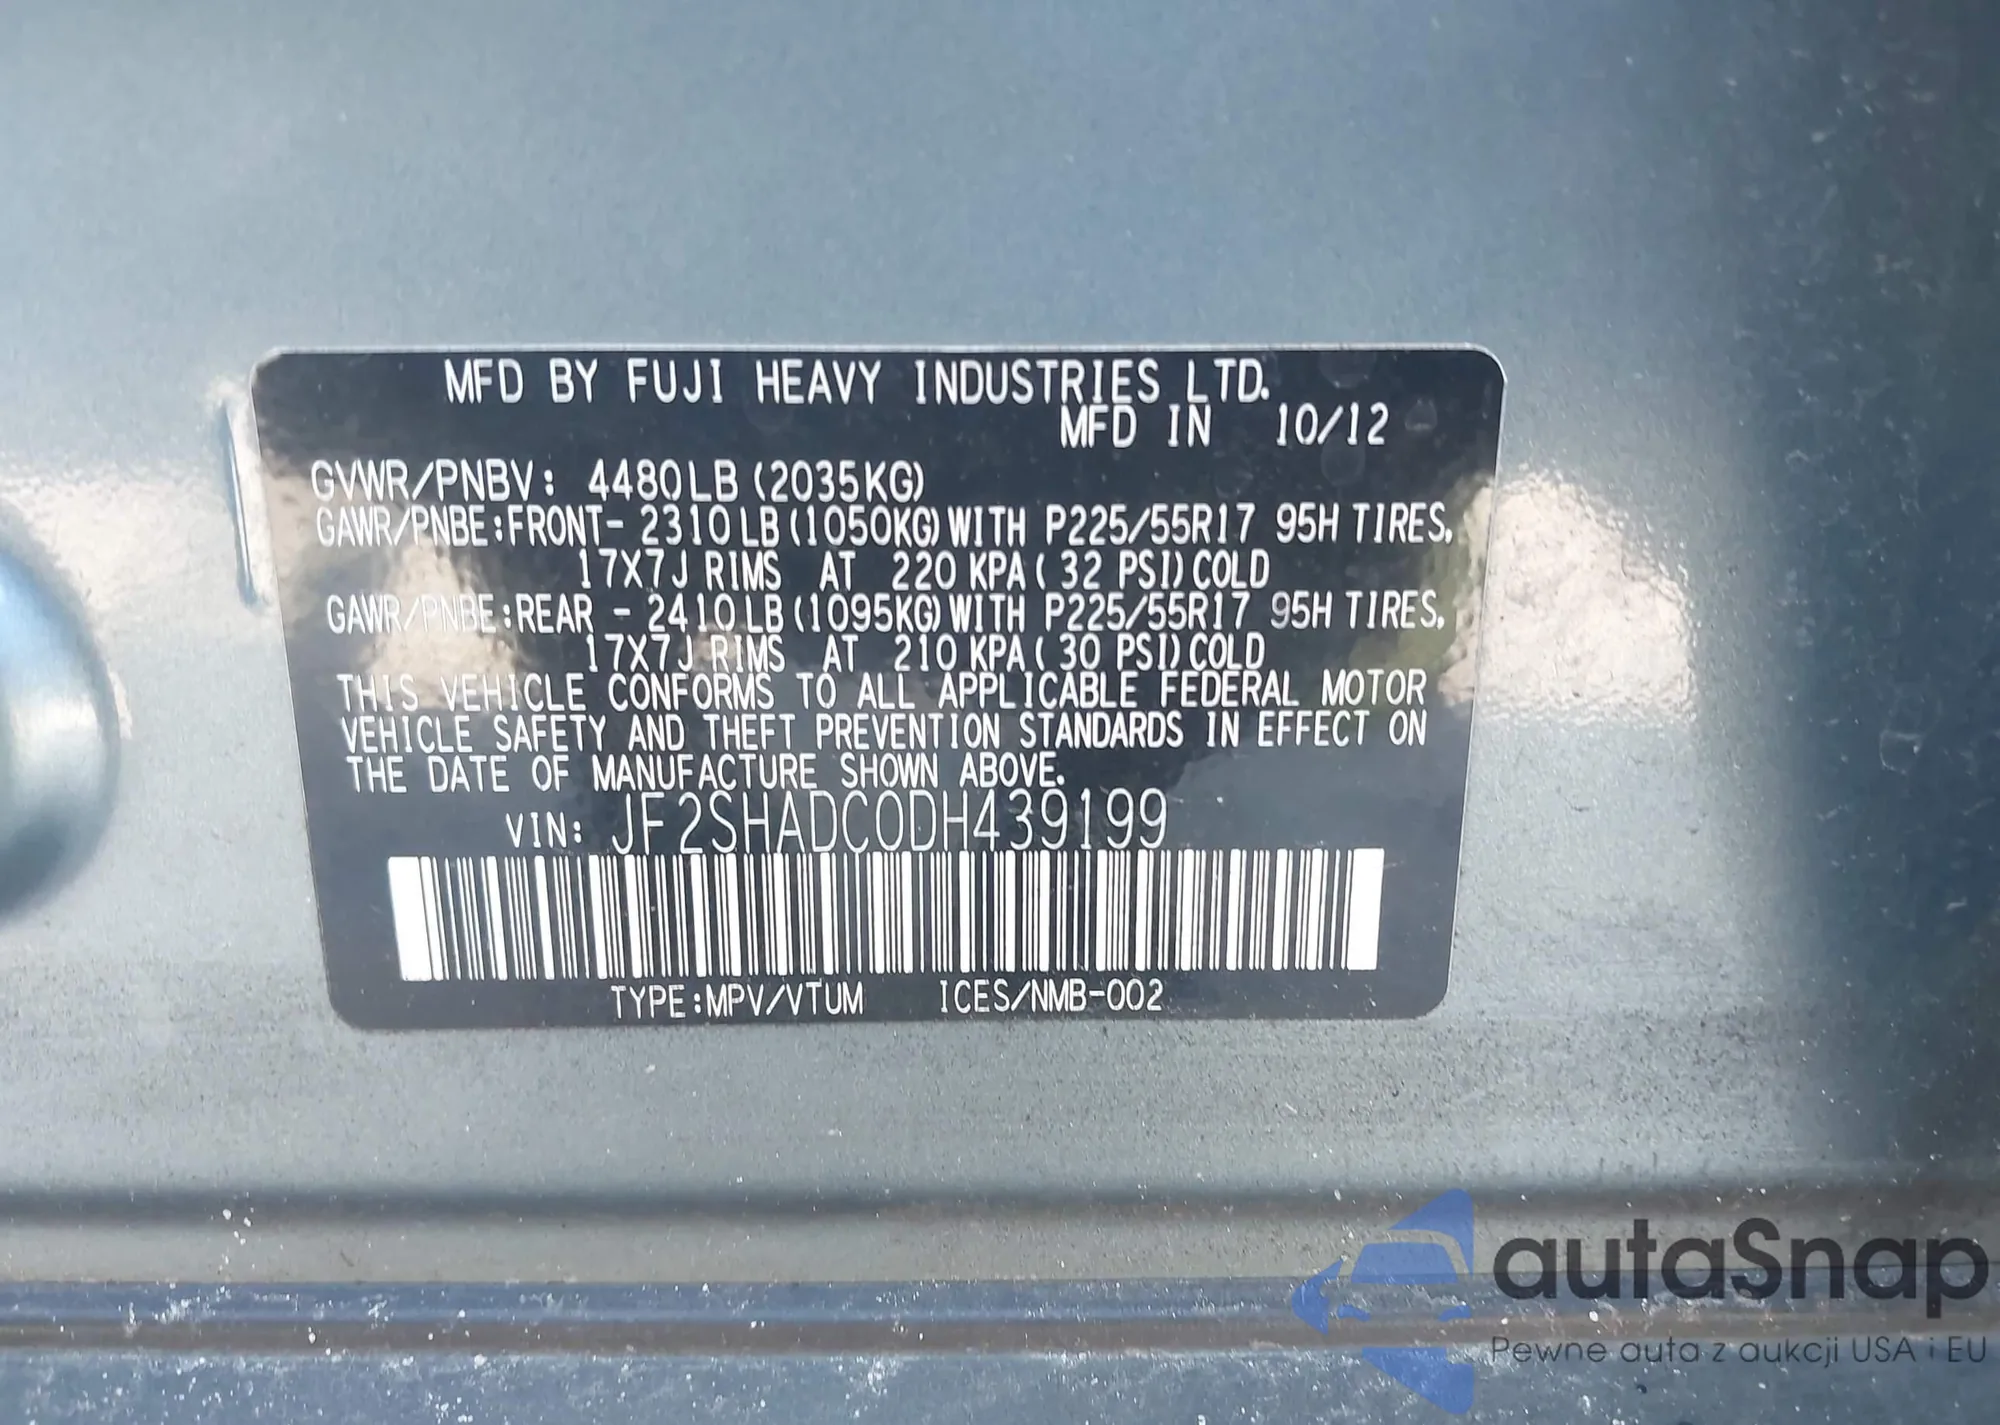 MFD BY FUJI HEAVY INDUSTRIES LTD.
MFD IN 10/12
GVWR/PNBV: 4480LB (2035KG)
GAWR/PNBE:FRONT- 2310LB(1050KG)WITH P225/55R17 95H TIRES,
17X7J RIMS AT 220 KPA( 32 PSI)COLD
GAWR/PNBE:REAR - 2410LB(1095KG)WITH P225/55R17 95H TIRES,
17X7J RIMS AT 210 KPA( 30 PSI)COLD
THIS VEHICLE CONFORMS TO ALL APPLICABLE FEDERAL MOTOR
VEHICLE SAFETY AND THEFT PREVENTION STANDARDS IN EFFECT ON
THE DATE OF MANUFACTURE SHOWN ABOVE.
VIN: JF2SHADC0DH439199
TYPE:MPV/VTUM ICES/NMB-002
autaSnap
Pewne auta z aukcji USA i EU